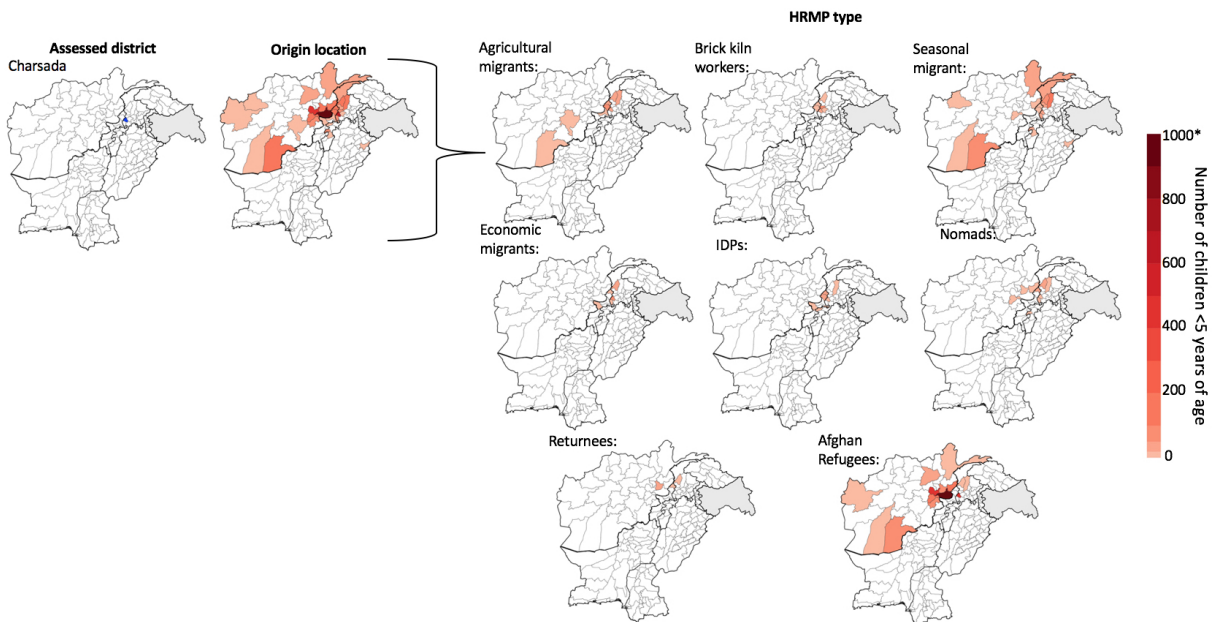 HRMP type
Assessed district
Charsada
Origin location
Agricultural
migrants:
Brick kiln
workers:
Seasonal
migrant:
Economic
migrants:
IDPs:
Nomads:
Returnees:
Afghan
Refugees:
1000*
800
600
400
200
0
Number of children <5 years of age